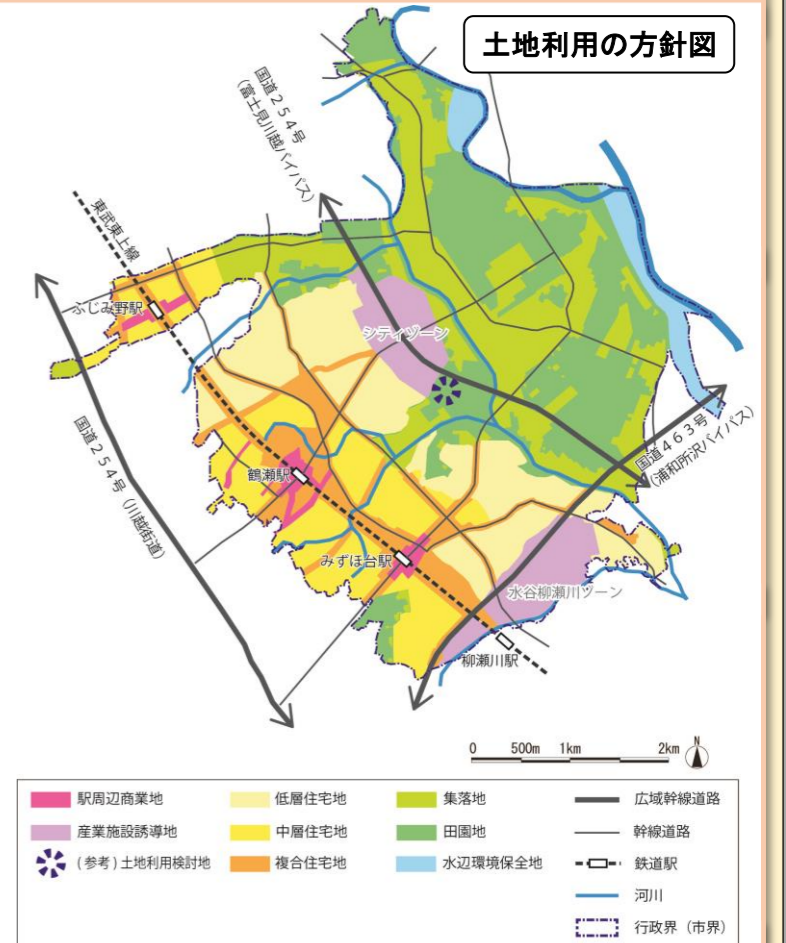 土地利用の方針図
国道254号
(富士見川越バイパス)
東武東上線
ふじみ野駅
シティゾーン
国道254号(川越街道)
鶴瀬駅
国道463号
(浦和所沢バイパス)
みずほ台駅
水谷柳瀬川ゾーン
柳瀬川駅
0 500m 1km 2km
N
駅周辺商業地 低層住宅地 集落地 広域幹線道路
産業施設誘導地 中層住宅地 田園地 幹線道路
(参考)土地利用検討地 複合住宅地 水辺環境保全地 鉄道駅
河川
行政界(市界)